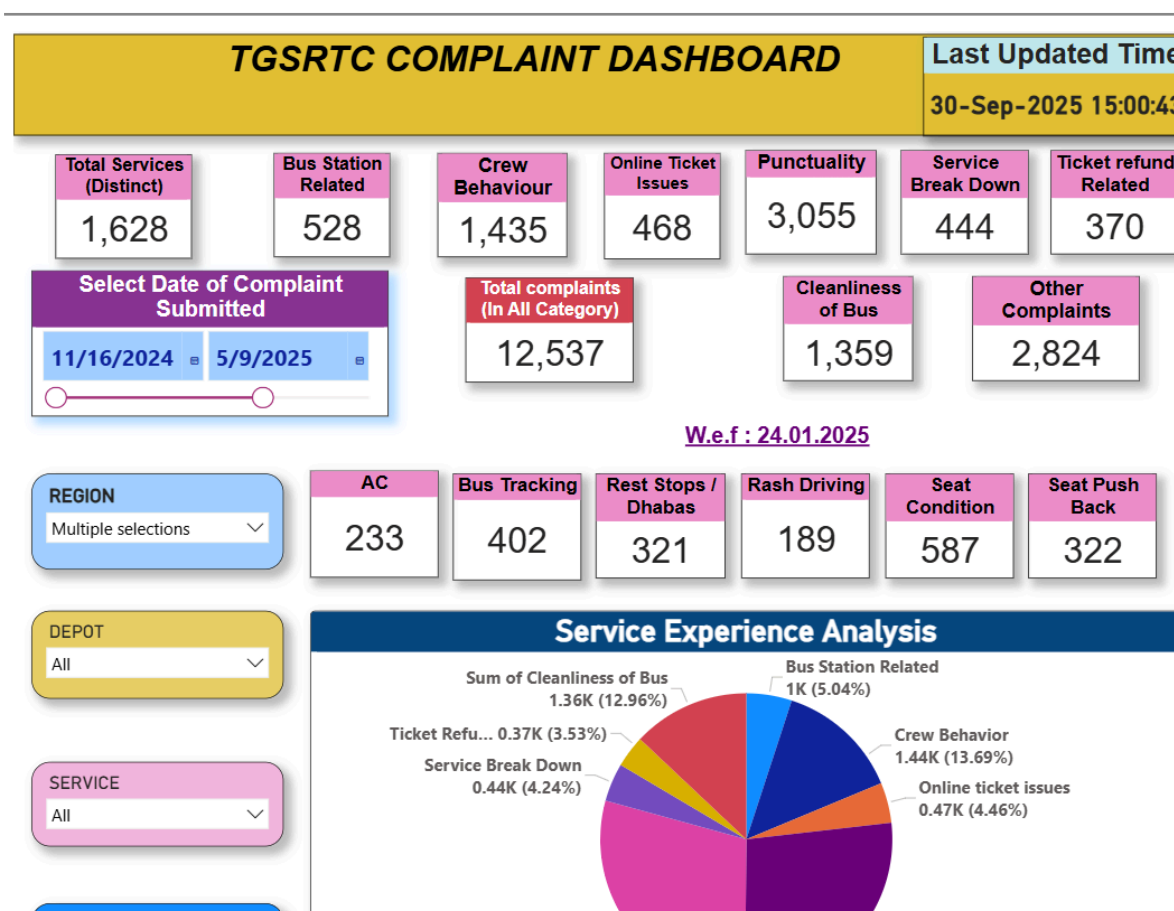 TGSRTC COMPLAINT DASHBOARD
Last Updated Time
30-Sep-2025 15:00:43
Total Services
(Distinct)
1,628
Bus Station
Related
528
Crew
Behaviour
1,435
Online Ticket
Issues
468
Punctuality
3,055
Service
Break Down
444
Ticket refund
Related
370
Select Date of Complaint
Submitted
11/16/2024
5/9/2025
Total complaints
(In All Category)
12,537
Cleanliness
of Bus
1,359
Other
Complaints
2,824
W.e.f : 24.01.2025
REGION
Multiple selections
AC
233
Bus Tracking
402
Rest Stops /
Dhabas
321
Rash Driving
189
Seat
Condition
587
Seat Push
Back
322
DEPOT
All
SERVICE
All
Service Experience Analysis
Sum of Cleanliness of Bus
1.36K (12.96%)
Bus Station Related
1K (5.04%)
Ticket Refu... 0.37K (3.53%)
Crew Behavior
1.44K (13.69%)
Service Break Down
0.44K (4.24%)
Online ticket issues
0.47K (4.46%)